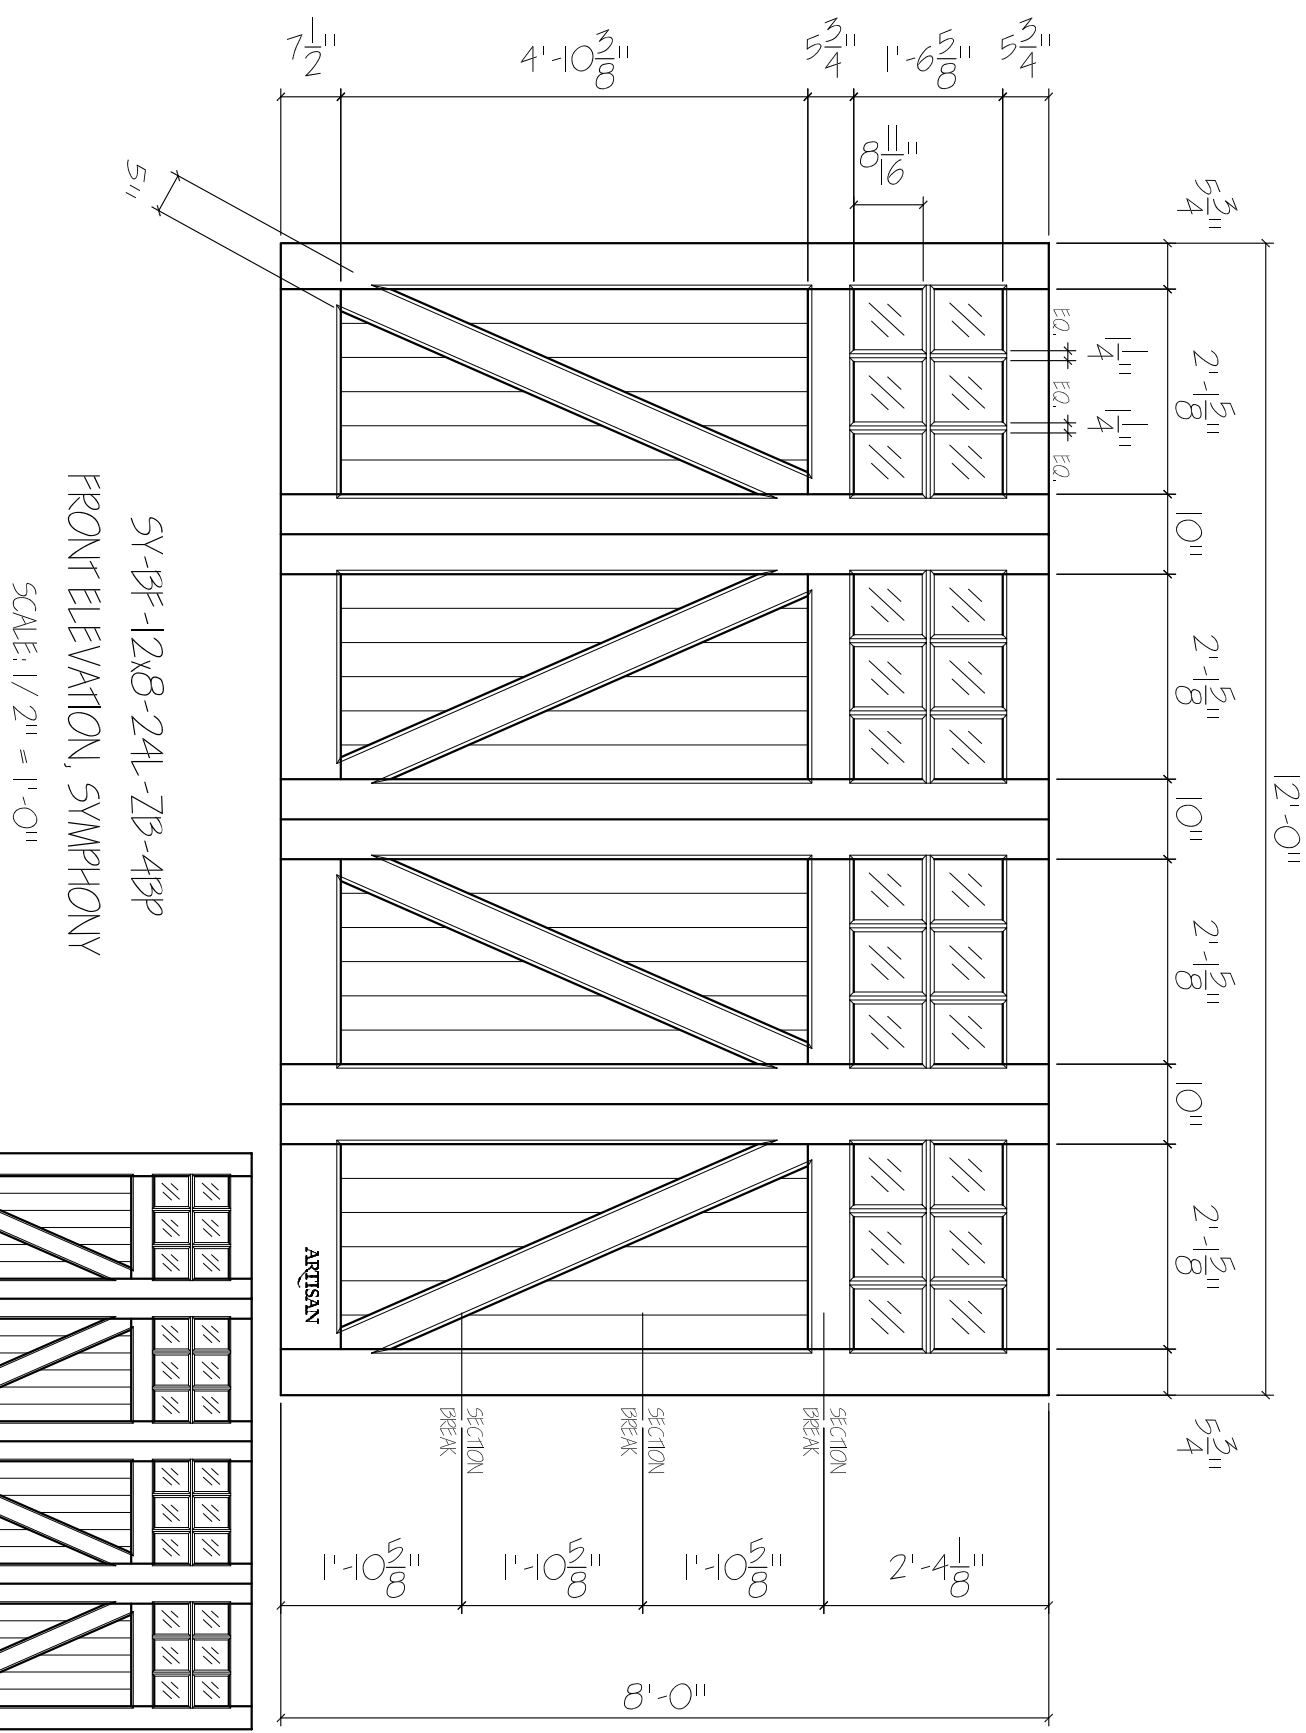 12'-0"
5 3/4"
2'-1 5/8"
10"
2'-1 5/8"
10"
2'-1 5/8"
10"
2'-1 5/8"
5 3/4"
1 1/4"
1 1/4"
EQ.
EQ.
EQ.
5 3/4"
1'-6 5/8"
8 11/16"
5 3/4"
4'-10 3/8"
7 1/2"
5"
SECTION
BREAK
SECTION
BREAK
SECTION
BREAK
2'-4 1/8"
1'-10 5/8"
1'-10 5/8"
1'-10 5/8"
8'-0"
ARTISAN
SY-BF-12x8-24L-ZB-4BP
FRONT ELEVATION, SYMPHONY
SCALE: 1/2" = 1'-0"